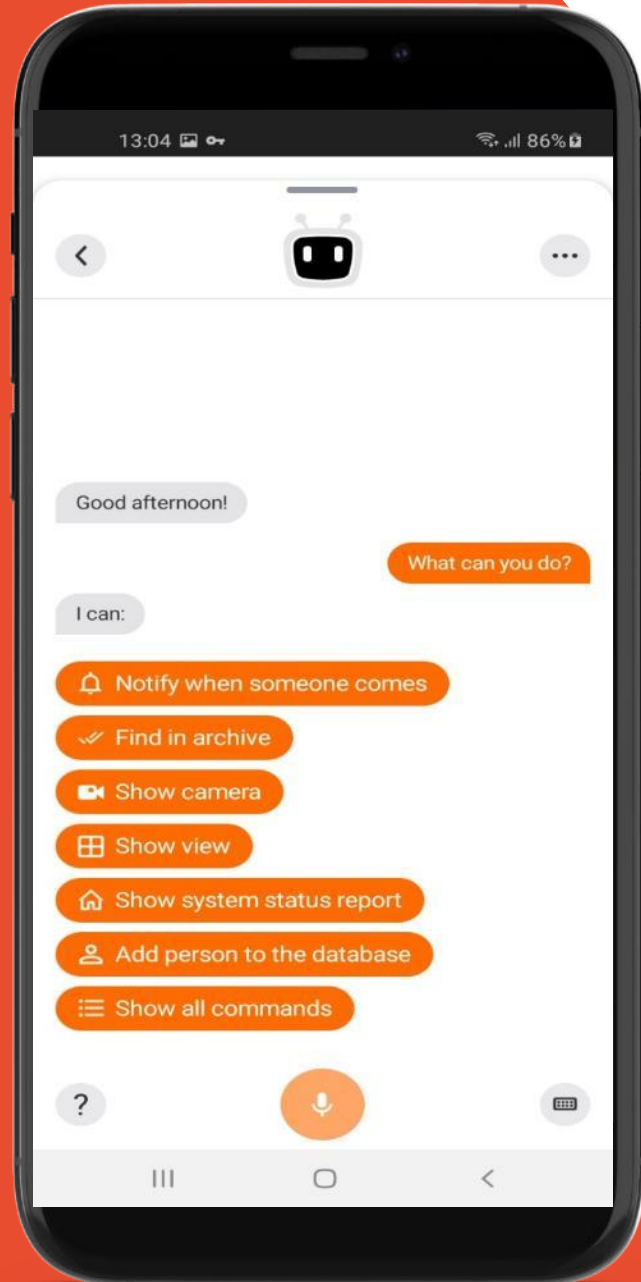 13:04
86%
Good afternoon!
What can you do?
I can:
Notify when someone comes
Find in archive
Show camera
Show view
Show system status report
Add person to the database
Show all commands
?